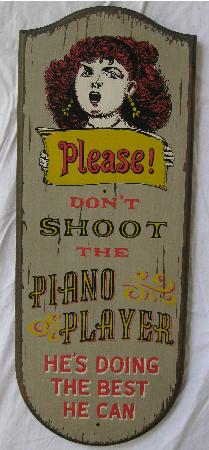 Please!
DON'T
SHOOT
THE
PIANO
PLAYER
HE'S DOING
THE BEST
HE CAN